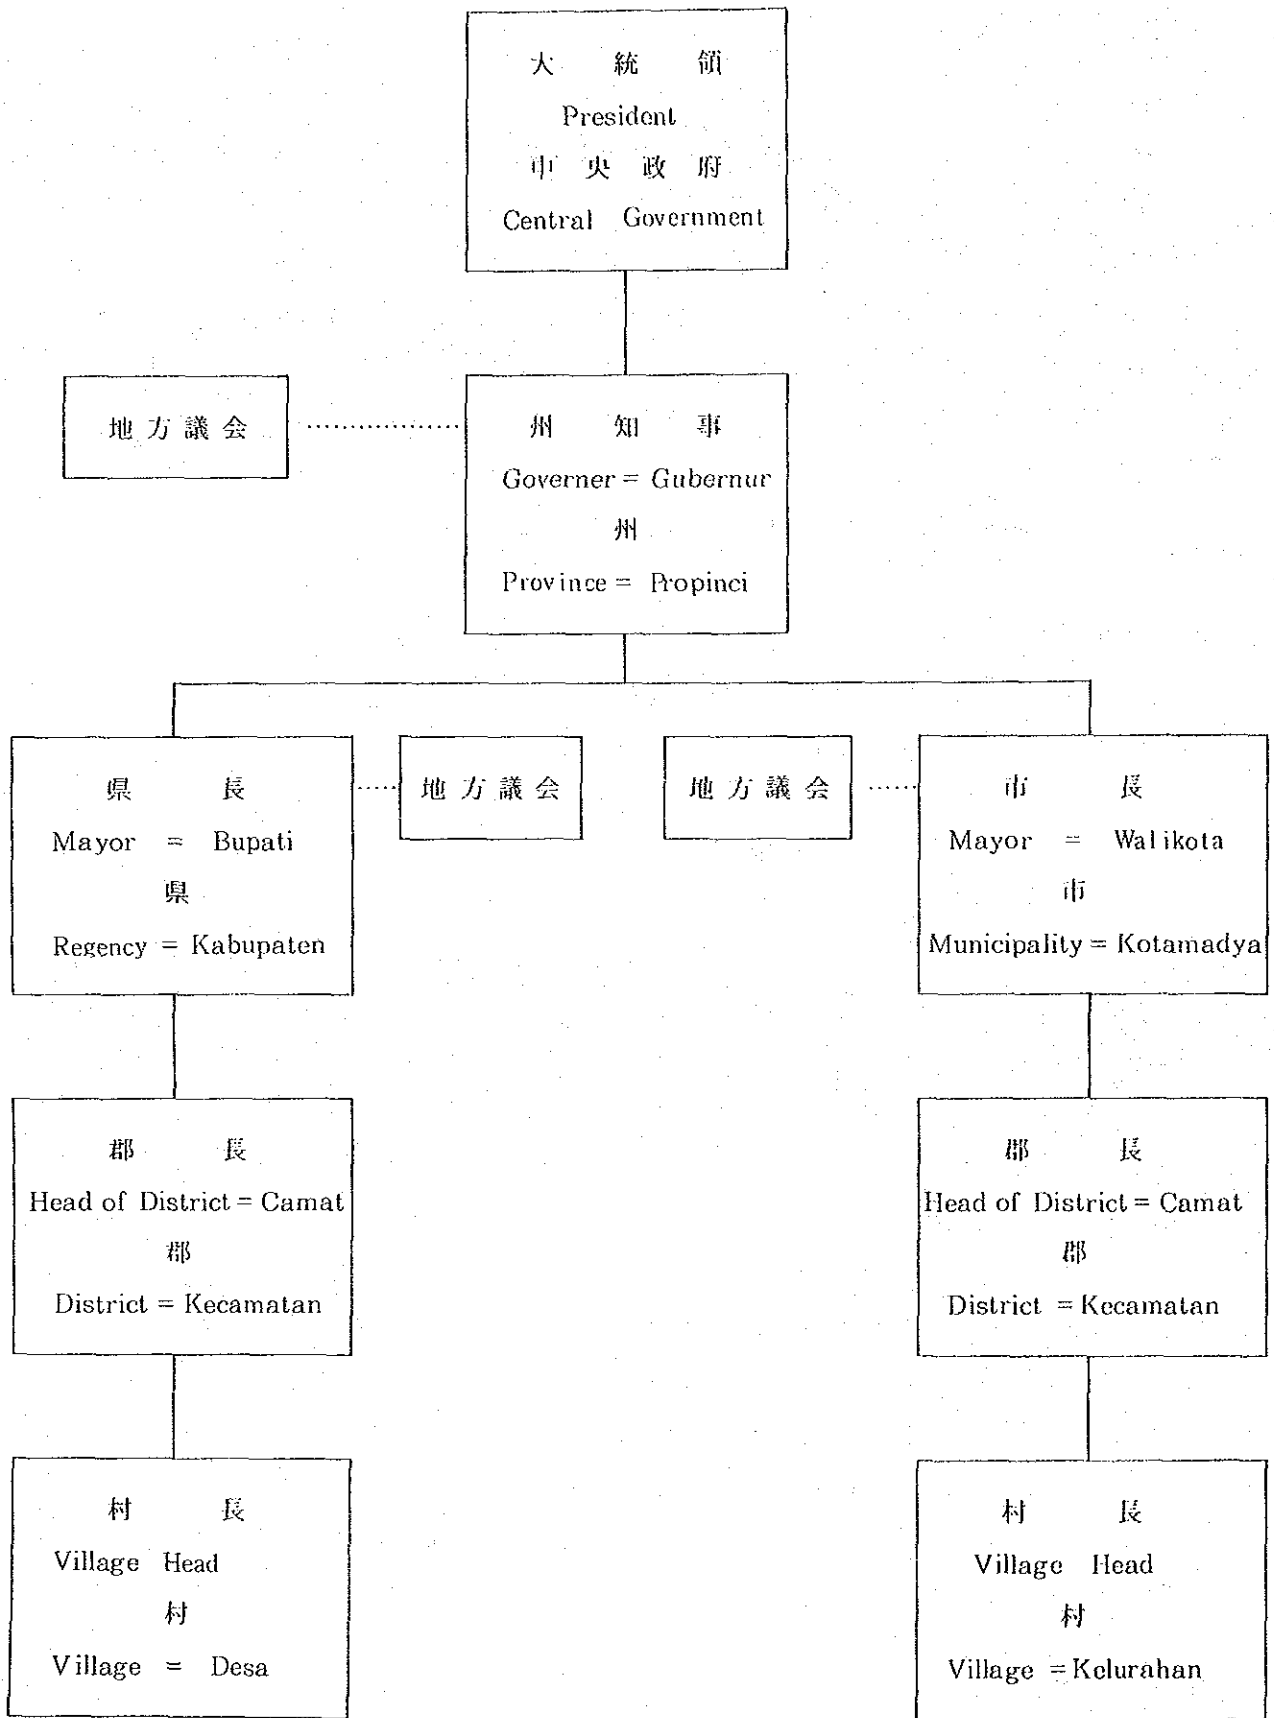 大統領
President
中央政府
Central Government
地方議会
州知事
Governer = Gubernur
州
Province = Propinci
県長
Mayor = Bupati
県
Regency = Kabupaten
地方議会
地方議会
市長
Mayor = Walikota
市
Municipality = Kotamadya
郡長
Head of District = Camat
郡
District = Kecamatan
郡長
Head of District = Camat
郡
District = Kecamatan
村長
Village Head
村
Village = Desa
村長
Village Head
村
Village = Kelurahan